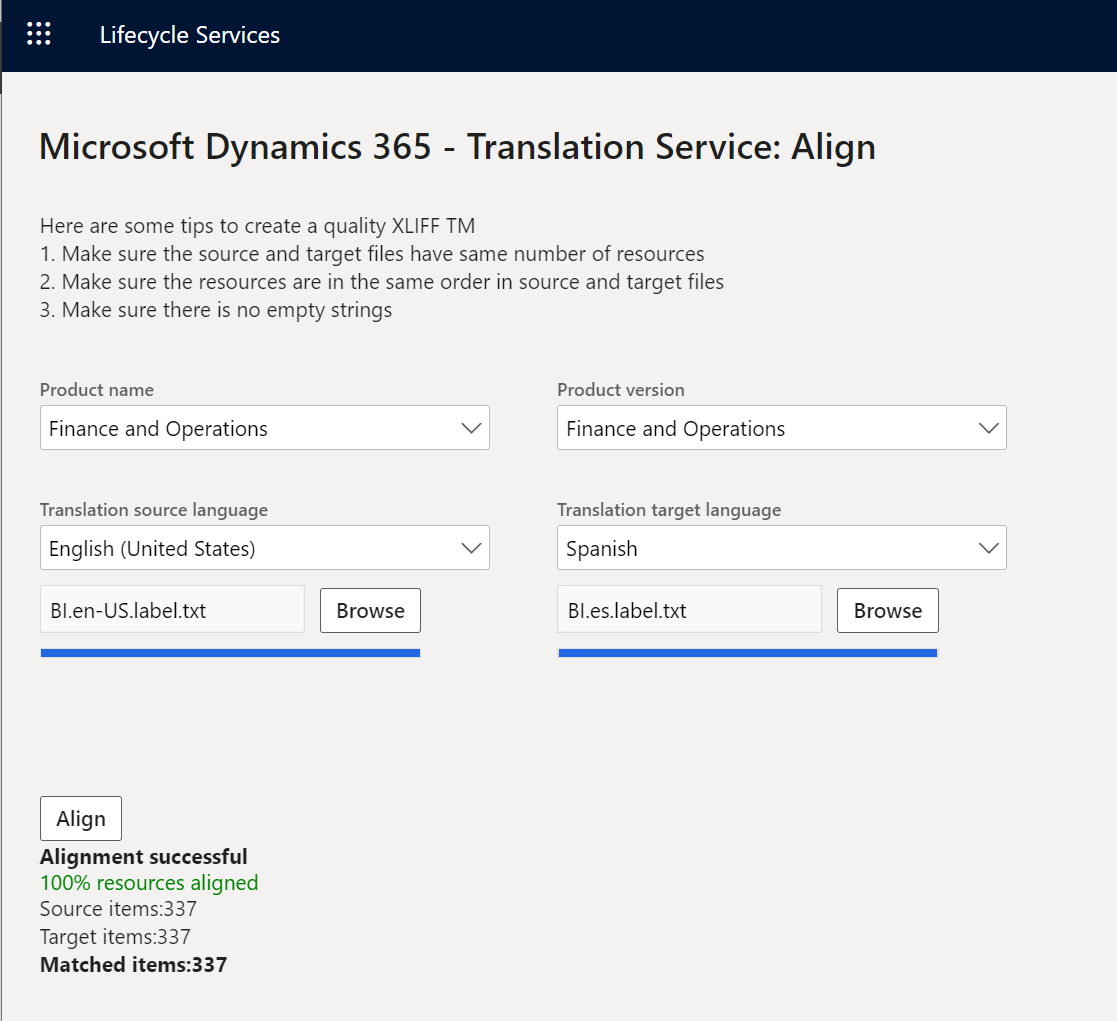 Lifecycle Services
Microsoft Dynamics 365 - Translation Service: Align
Here are some tips to create a quality XLIFF TM
1. Make sure the source and target files have same number of resources
2. Make sure the resources are in the same order in source and target files
3. Make sure there is no empty strings
Product name
Product version
Finance and Operations
Finance and Operations
Translation source language
Translation target language
English (United States)
Spanish
BI.en-US.label.txt
Browse
BI.es.label.txt
Browse
Align
Alignment successful
100% resources aligned
Source items:337
Target items:337
Matched items:337